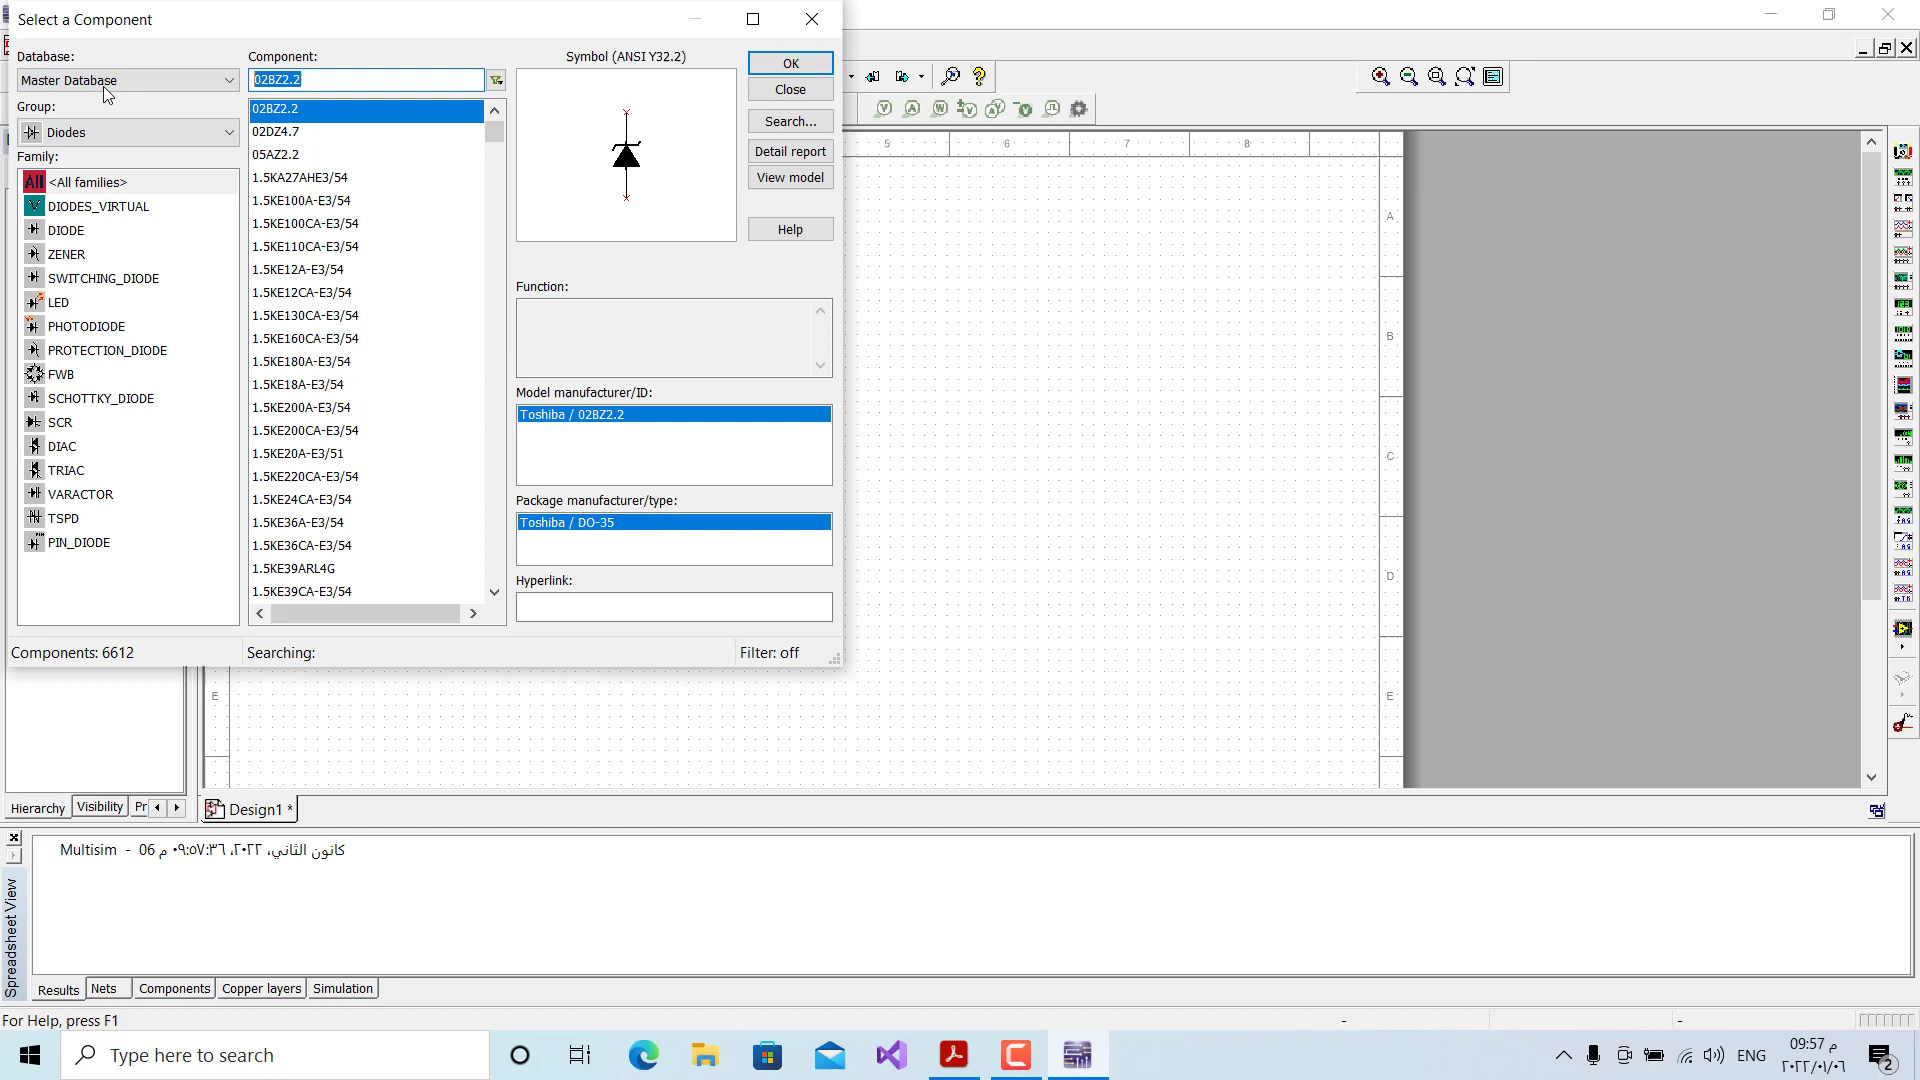 Select a Component
Database:
Component:
Symbol (ANSI Y32.2)
Master Database
02BZ2.2
OK
Close
Group:
Diodes
Search...
Family:
Detail report
View model
Help
All <All families>
V DIODES_VIRTUAL
DIODE
ZENER
SWITCHING_DIODE
LED
PHOTODIODE
PROTECTION_DIODE
FWB
SCHOTTKY_DIODE
SCR
DIAC
TRIAC
VARACTOR
TSPD
PIN_DIODE
02BZ2.2
02DZ4.7
05AZ2.2
1.5KA27AHE3/54
1.5KE100A-E3/54
1.5KE100CA-E3/54
1.5KE110CA-E3/54
1.5KE12A-E3/54
1.5KE12CA-E3/54
1.5KE130CA-E3/54
1.5KE160CA-E3/54
1.5KE180A-E3/54
1.5KE18A-E3/54
1.5KE200A-E3/54
1.5KE200CA-E3/54
1.5KE20A-E3/51
1.5KE220CA-E3/54
1.5KE24CA-E3/54
1.5KE36A-E3/54
1.5KE36CA-E3/54
1.5KE39ARL4G
1.5KE39CA-E3/54
Function:
Model manufacturer/ID:
Toshiba / 02BZ2.2
Package manufacturer/type:
Toshiba / DO-35
Hyperlink:
Components: 6612
Searching:
Filter: off
5 6 7 8
A
B
C
D
E E
Hierarchy Visibility Pr
Design1 *
Multisim - 06 كانون الثاني، ٢٠٢٢، ٠٩:٥٧:٣٦ م
Spreadsheet View
Results Nets Components Copper layers Simulation
For Help, press F1
- -
Type here to search
ENG
09:57 م
٢٠٢٢/٠١/٠٦
2